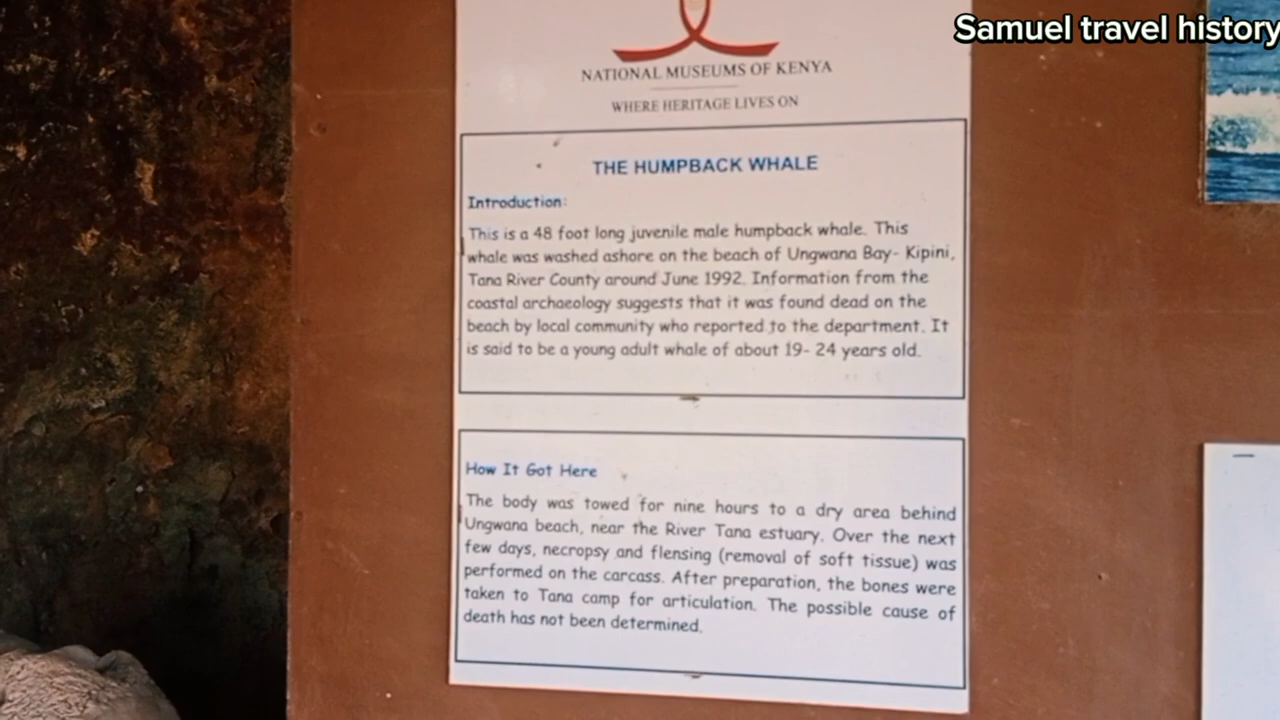 Samuel travel history
NATIONAL MUSEUMS OF KENYA
WHERE HERITAGE LIVES ON
THE HUMPBACK WHALE
Introduction:
This is a 48 foot long juvenile male humpback whale. This
whale was washed ashore on the beach of Ungwana Bay- Kipini,
Tana River County around June 1992. Information from the
coastal archaeology suggests that it was found dead on the
beach by local community who reported to the department. It
is said to be a young adult whale of about 19- 24 years old.
How It Got Here
The body was towed for nine hours to a dry area behind
Ungwana beach, near the River Tana estuary. Over the next
few days, necropsy and flensing (removal of soft tissue) was
performed on the carcass. After preparation, the bones were
taken to Tana camp for articulation. The possible cause of
death has not been determined.